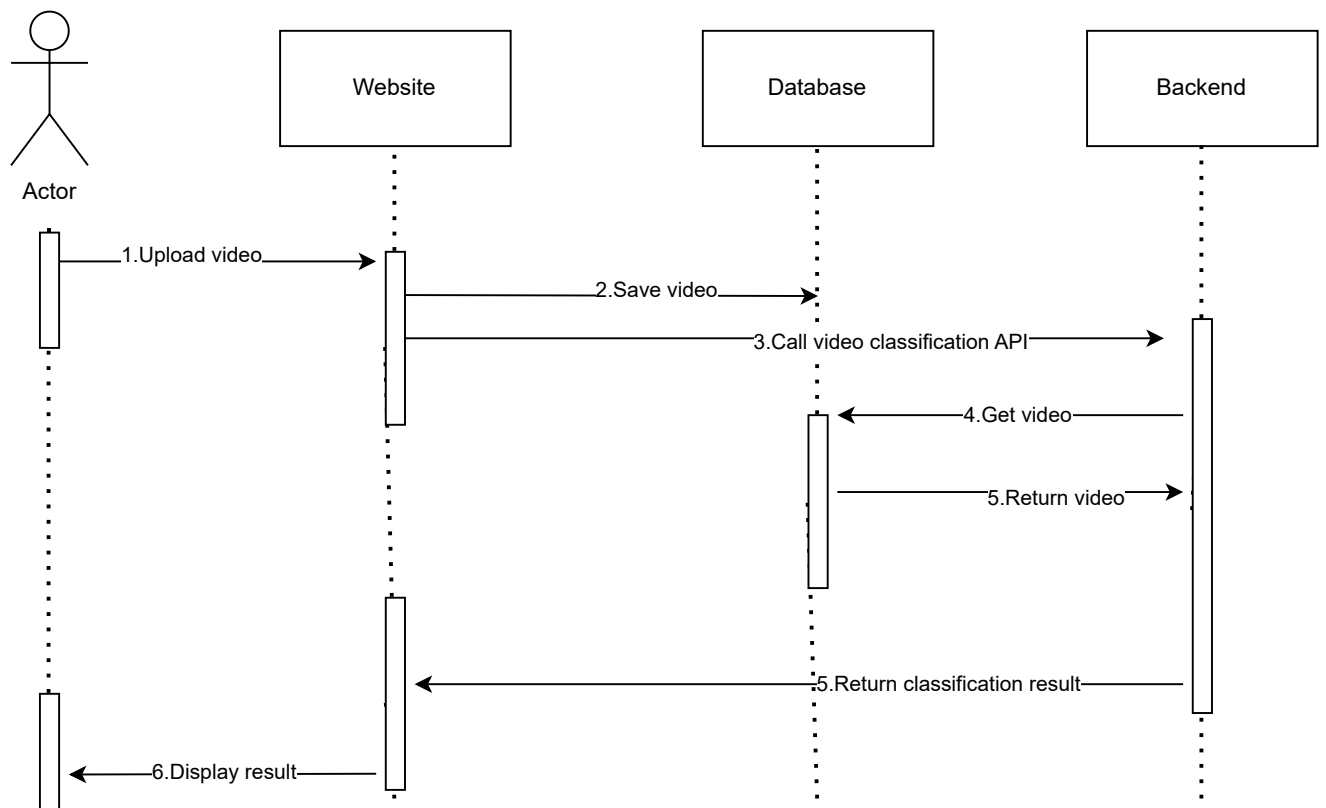 Website
Database
Backend
Actor
1.Upload video
2.Save video
3.Call video classification API
4.Get video
5.Return video
5.Return classification result
6.Display result